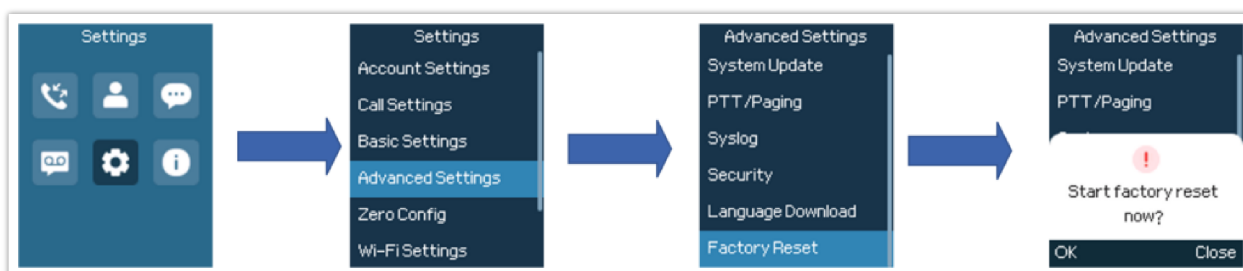 Settings
Settings
Account Settings
Call Settings
Basic Settings
Advanced Settings
Zero Config
Wi-Fi Settings
Advanced Settings
System Update
PTT/Paging
Syslog
Security
Language Download
Factory Reset
Advanced Settings
System Update
PTT/Paging
Start factory reset
now?
OK Close